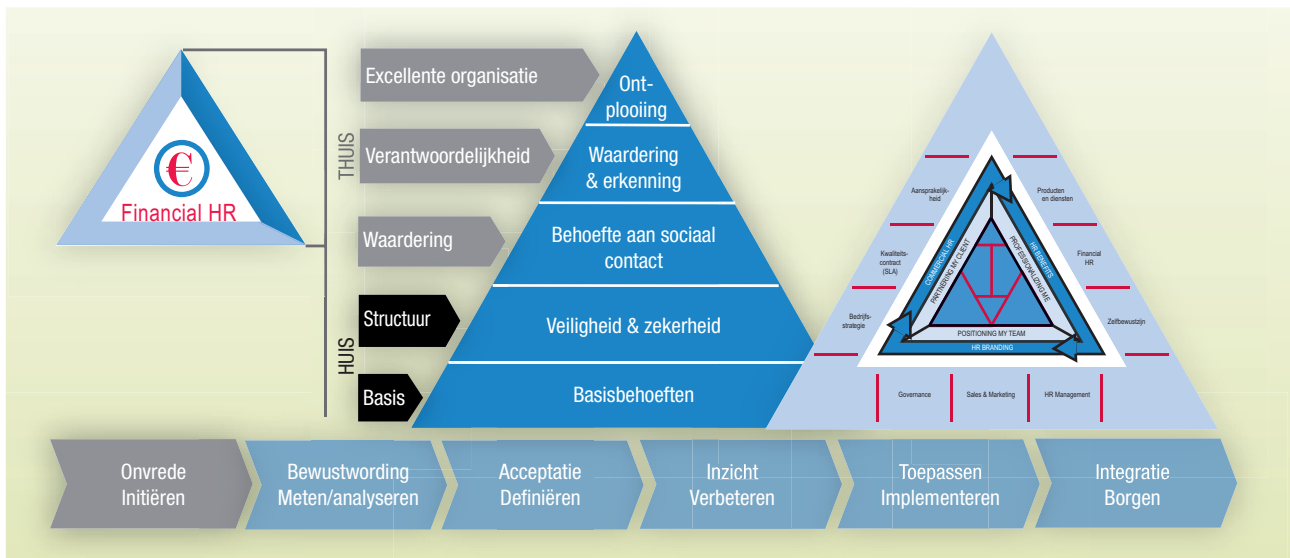 €
Financial HR
THUIS
HUIS
Excellente organisatie
Verantwoordelijkheid
Waardering
Structuur
Basis
Ont-
plooiing
Waardering
& erkenning
Behoefte aan sociaal
contact
Veiligheid & zekerheid
Basisbehoeften
Aansprakelijk-
heid
Kwaliteits-
contract
(SLA)
Bedrijfs-
strategie
Producten
en diensten
Financial
HR
Zelfbewustzijn
COMMERCIAL HR
PARTNERING MY CLIENT
HR BENEFITS
PROFESSIONALIZING ME
POSITIONING MY TEAM
HR BRANDING
Governance
Sales & Marketing
HR Management
Onvrede
Initiëren
Bewustwording
Meten/analyseren
Acceptatie
Definiëren
Inzicht
Verbeteren
Toepassen
Implementeren
Integratie
Borgen